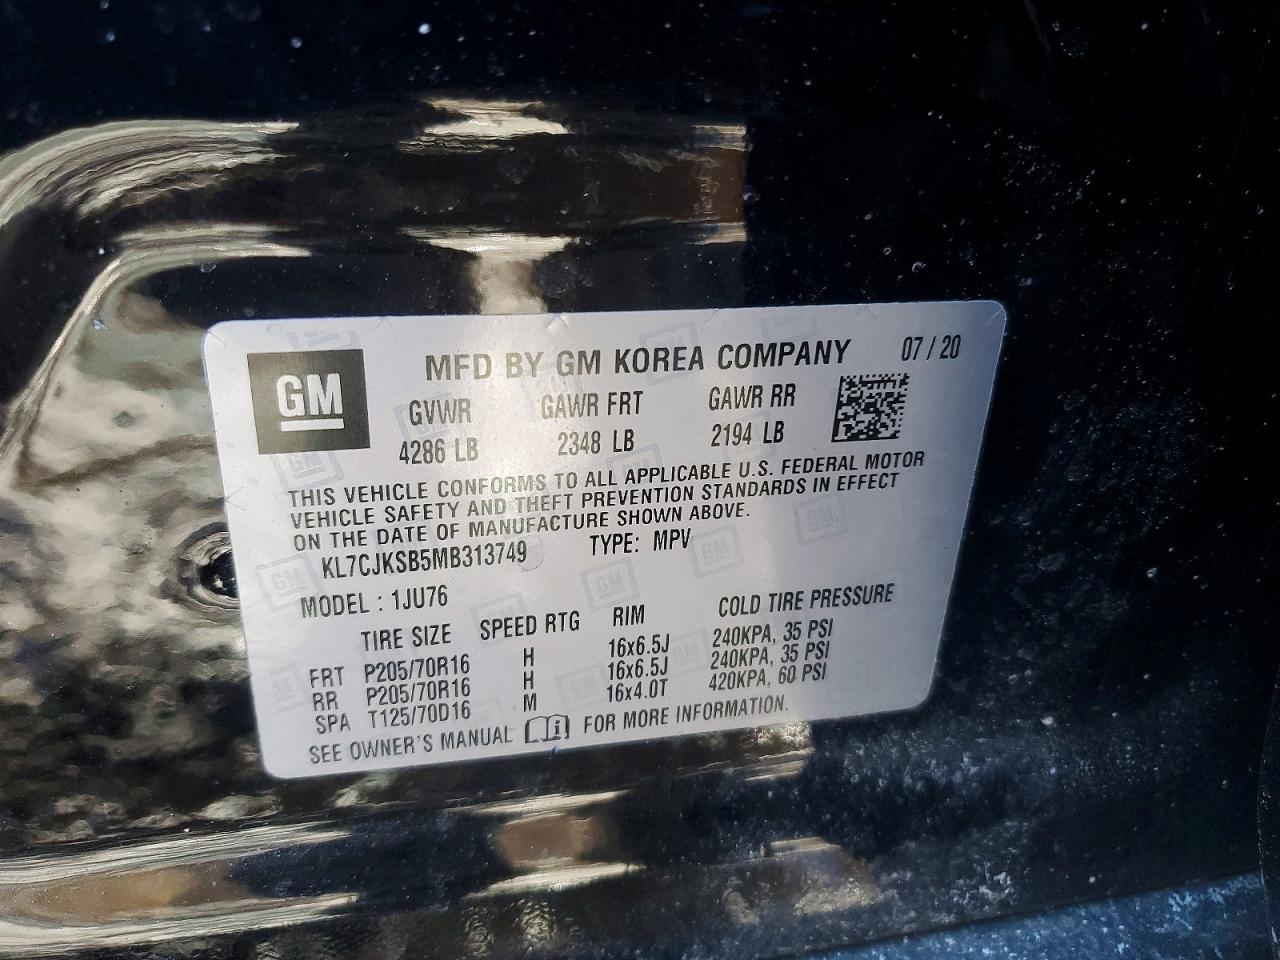 GM
MFD BY GM KOREA COMPANY 07 / 20
GVWR GAWR FRT GAWR RR
4286 LB 2348 LB 2194 LB
THIS VEHICLE CONFORMS TO ALL APPLICABLE U.S. FEDERAL MOTOR
VEHICLE SAFETY AND THEFT PREVENTION STANDARDS IN EFFECT
ON THE DATE OF MANUFACTURE SHOWN ABOVE.
KL7CJKSB5MB313749 TYPE: MPV
MODEL : 1JU76
TIRE SIZE SPEED RTG RIM COLD TIRE PRESSURE
FRT P205/70R16 H 16x6.5J 240KPA, 35 PSI
RR P205/70R16 H 16x6.5J 240KPA, 35 PSI
SPA T125/70D16 M 16x4.0T 420KPA, 60 PSI
SEE OWNER'S MANUAL FOR MORE INFORMATION.